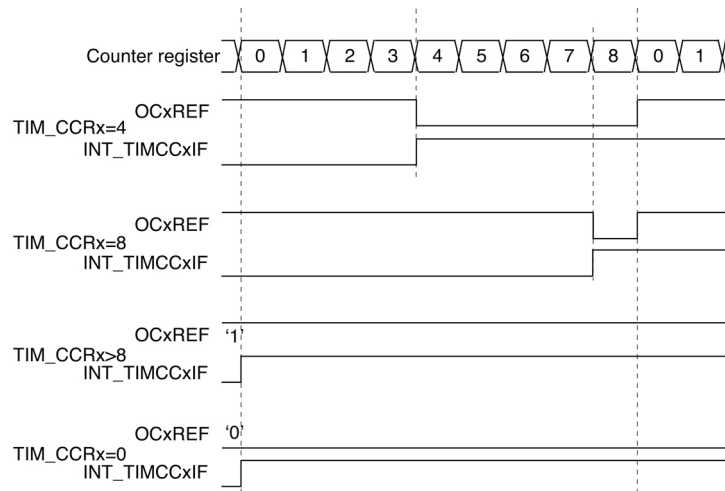 Counter register 0 1 2 3 4 5 6 7 8 0 1
OCxREF
TIM_CCRx=4
INT_TIMCCxIF
OCxREF
TIM_CCRx=8
INT_TIMCCxIF
OCxREF '1'
TIM_CCRx>8
INT_TIMCCxIF
OCxREF '0'
TIM_CCRx=0
INT_TIMCCxIF